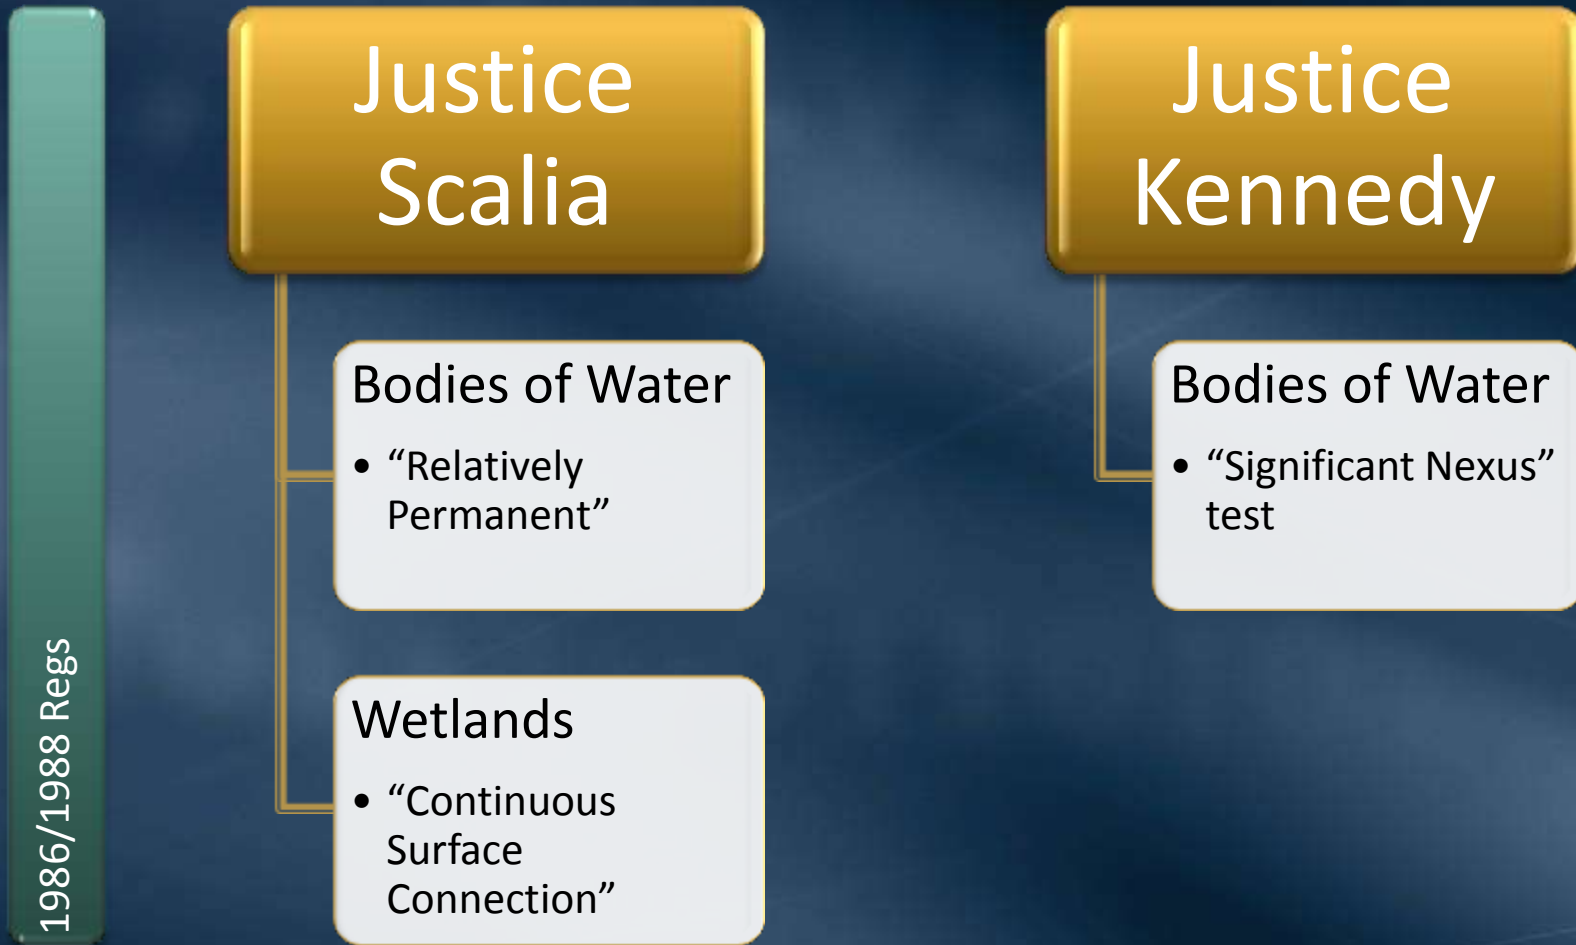 1986/1988 Regs
Justice
Scalia
Bodies of Water
• “Relatively
Permanent”
Wetlands
• “Continuous
Surface
Connection”
Justice
Kennedy
Bodies of Water
• “Significant Nexus”
test